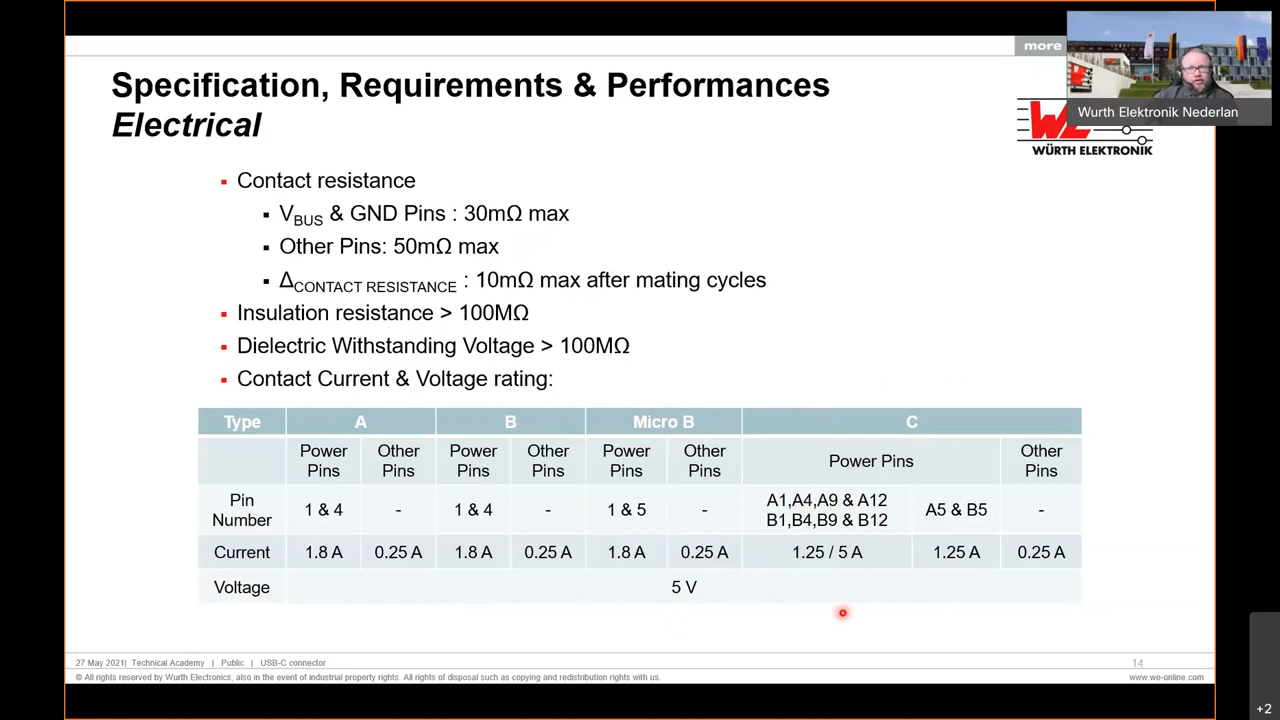 more
Wurth Elektronik Nederlan
Specification, Requirements & Performances
Electrical
WÜRTH ELEKTRONIK
▪ Contact resistance
▪ VBUS & GND Pins : 30mΩ max
▪ Other Pins: 50mΩ max
▪ ΔCONTACT RESISTANCE : 10mΩ max after mating cycles
▪ Insulation resistance > 100MΩ
▪ Dielectric Withstanding Voltage > 100MΩ
▪ Contact Current & Voltage rating:
Type A B Micro B C
Power Pins Other Pins Power Pins Other Pins Power Pins Other Pins Power Pins Other Pins
Pin Number 1 & 4 - 1 & 4 - 1 & 5 - A1,A4,A9 & A12 B1,B4,B9 & B12 A5 & B5 -
Current 1.8 A 0.25 A 1.8 A 0.25 A 1.8 A 0.25 A 1.25 / 5 A 1.25 A 0.25 A
Voltage 5 V
27 May 2021| Technical Academy | Public | USB-C connector
14
© All rights reserved by Wurth Electronics, also in the event of industrial property rights. All rights of disposal such as copying and redistribution rights with us.
www.we-online.com
+2